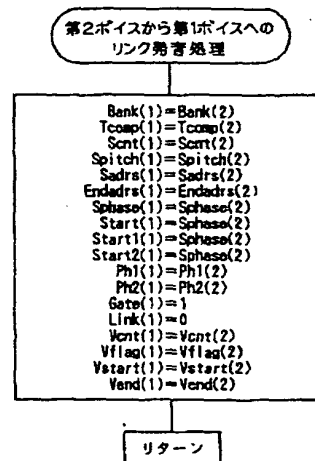 第2ボイスから第1ボイスへの
リンク発音処理
Bank(1)=Bank(2)
Tcomp(1)=Tcomp(2)
Scnt(1)=Scnt(2)
Spitch(1)=Spitch(2)
Sadrs(1)=Sadrs(2)
Endadrs(1)=Endadrs(2)
Sphase(1)=Sphase(2)
Start(1)=Sphase(2)
Start1(1)=Sphase(2)
Start2(1)=Sphase(2)
Ph1(1)=Ph1(2)
Ph2(1)=Ph2(2)
Gate(1)=1
Link(1)=0
Vcnt(1)=Vcnt(2)
Vflag(1)=Vflag(2)
Vstart(1)=Vstart(2)
Vend(1)=Vend(2)
リターン